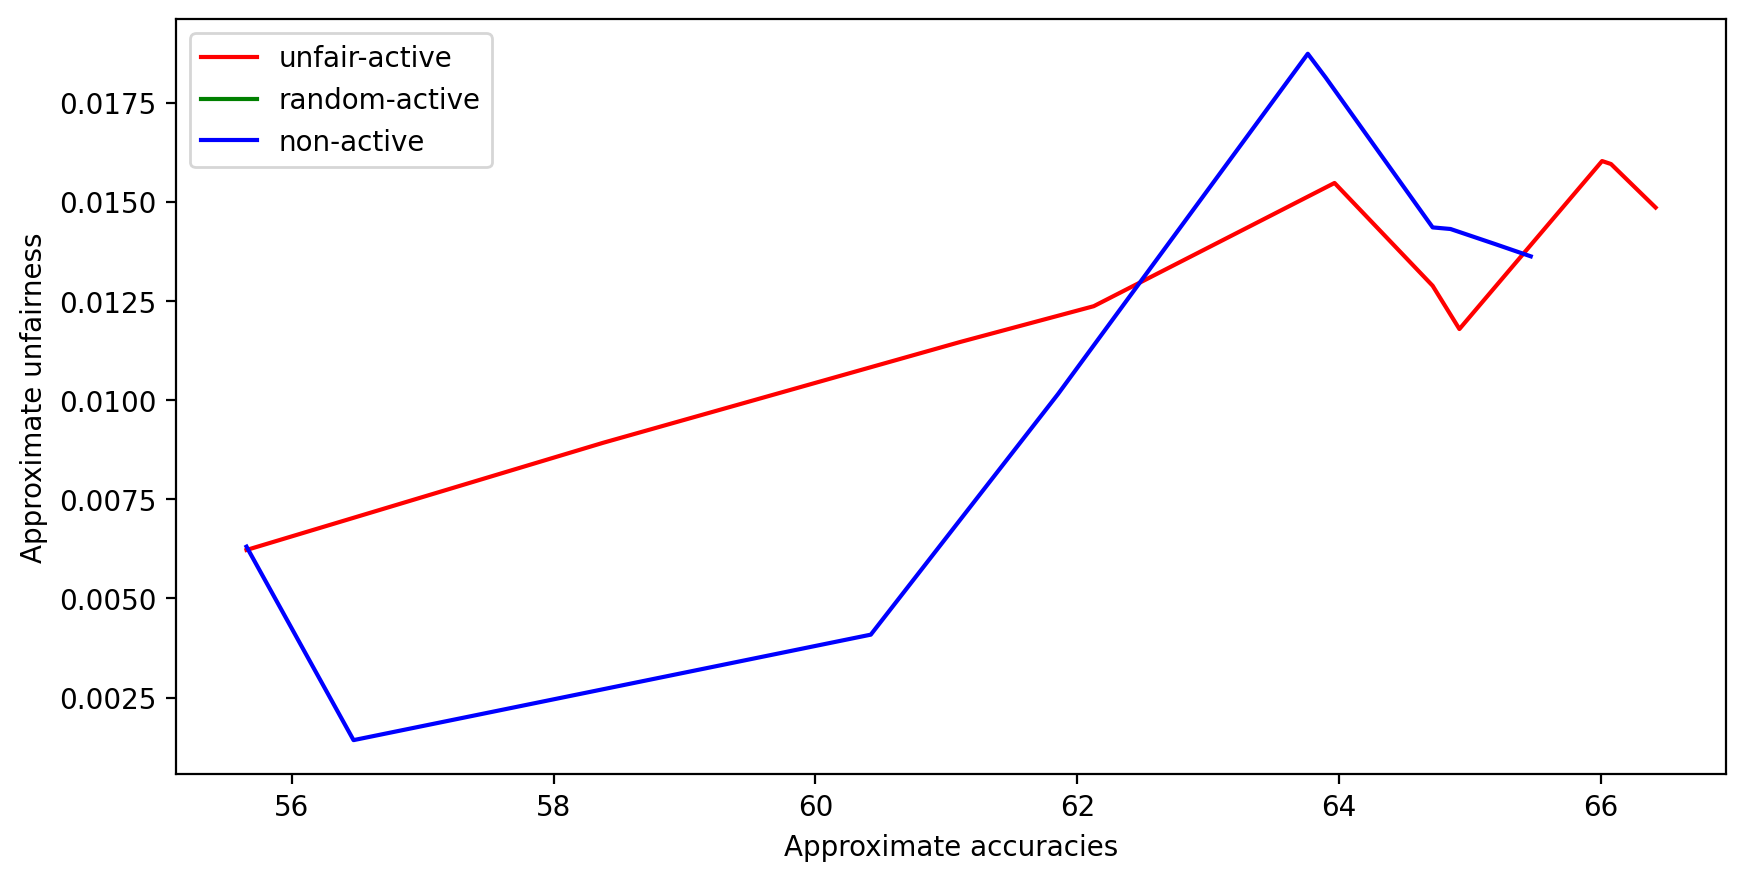 unfair-active
random-active
non-active
0.0175
0.0150
0.0125
0.0100
0.0075
0.0050
0.0025
Approximate unfairness
56 58 60 62 64 66
Approximate accuracies